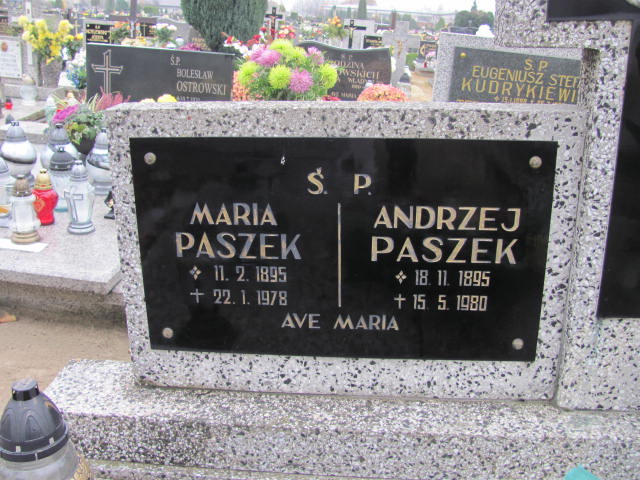 Ś.P.
BOLESŁAW
OSTROWSKI
Ś.P.
EUGENIUSZ STEF
KUDRYKIEWI
Ś. P.
MARIA
PASZEK
11. 2. 1895
22. 1. 1978
ANDRZEJ
PASZEK
18. 11. 1895
15. 5. 1980
AVE MARIA